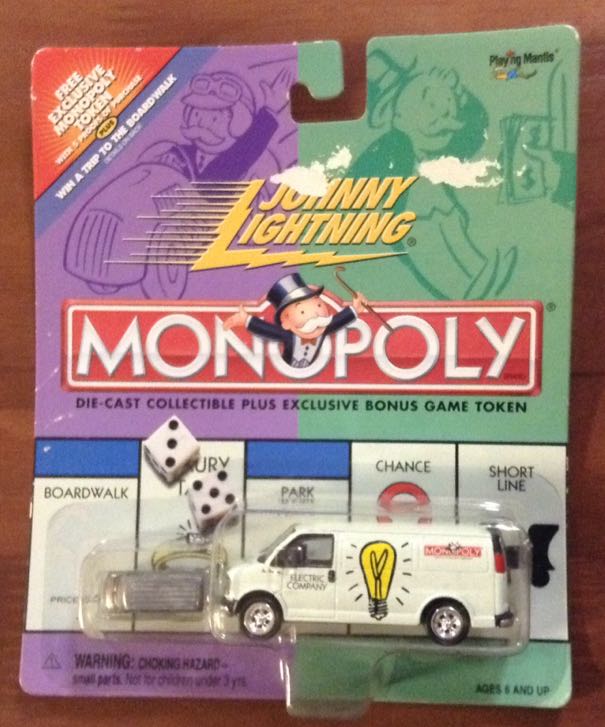 FREE
EXCLUSIVE
MONOPOLY
TOKEN
PLUS
WIN A TRIP TO THE BOARDWALK
Playing Mantis
JOHNNY
LIGHTNING®
MONOPOLY®
DIE-CAST COLLECTIBLE PLUS EXCLUSIVE BONUS GAME TOKEN
BOARDWALK
URY
PARK
CHANCE
SHORT
LINE
ELECTRIC
COMPANY
MONOPOLY
PRICE
WARNING: CHOKING HAZARD–
small parts. Not for children under 3 yrs.
AGES 6 AND UP